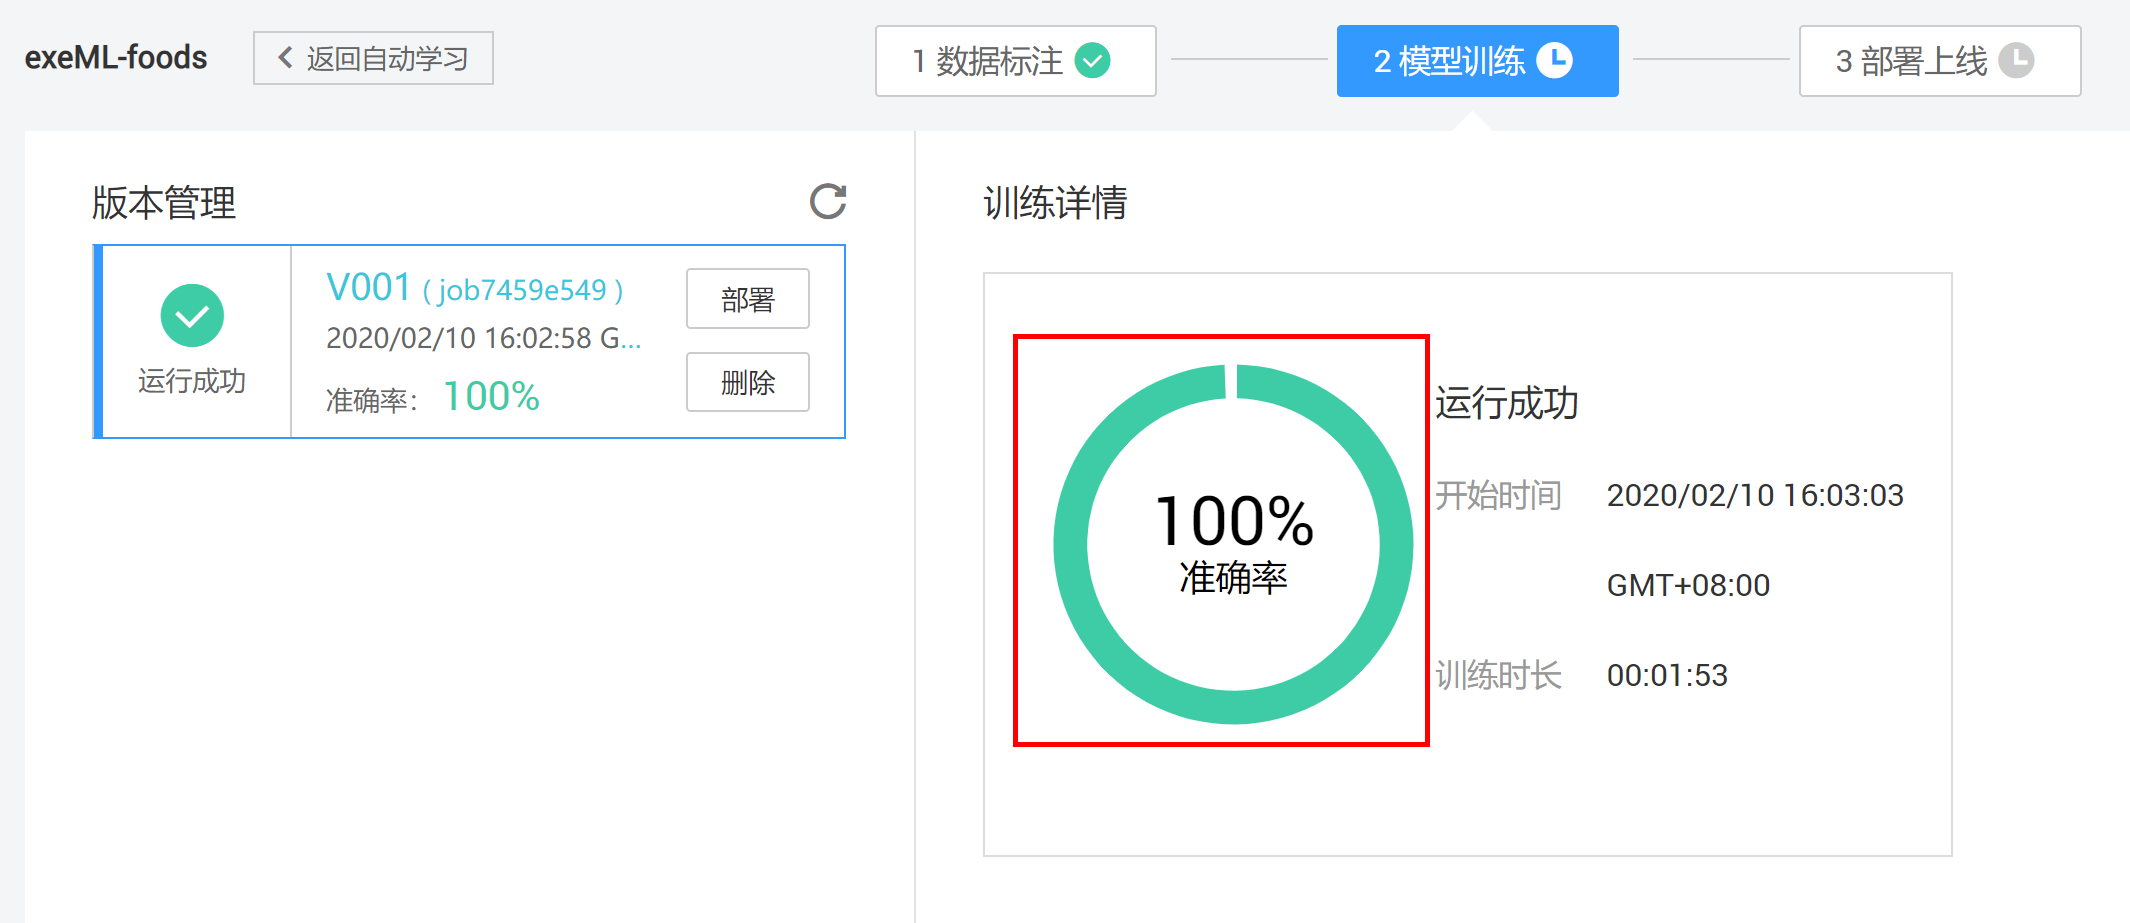 exeML-foods
返回自动学习
1 数据标注
2 模型训练
3 部署上线
版本管理
运行成功
V001 ( job7459e549 )
2020/02/10 16:02:58 G...
准确率： 100%
部署
删除
训练详情
100%
准确率
运行成功
开始时间 2020/02/10 16:03:03
GMT+08:00
训练时长 00:01:53